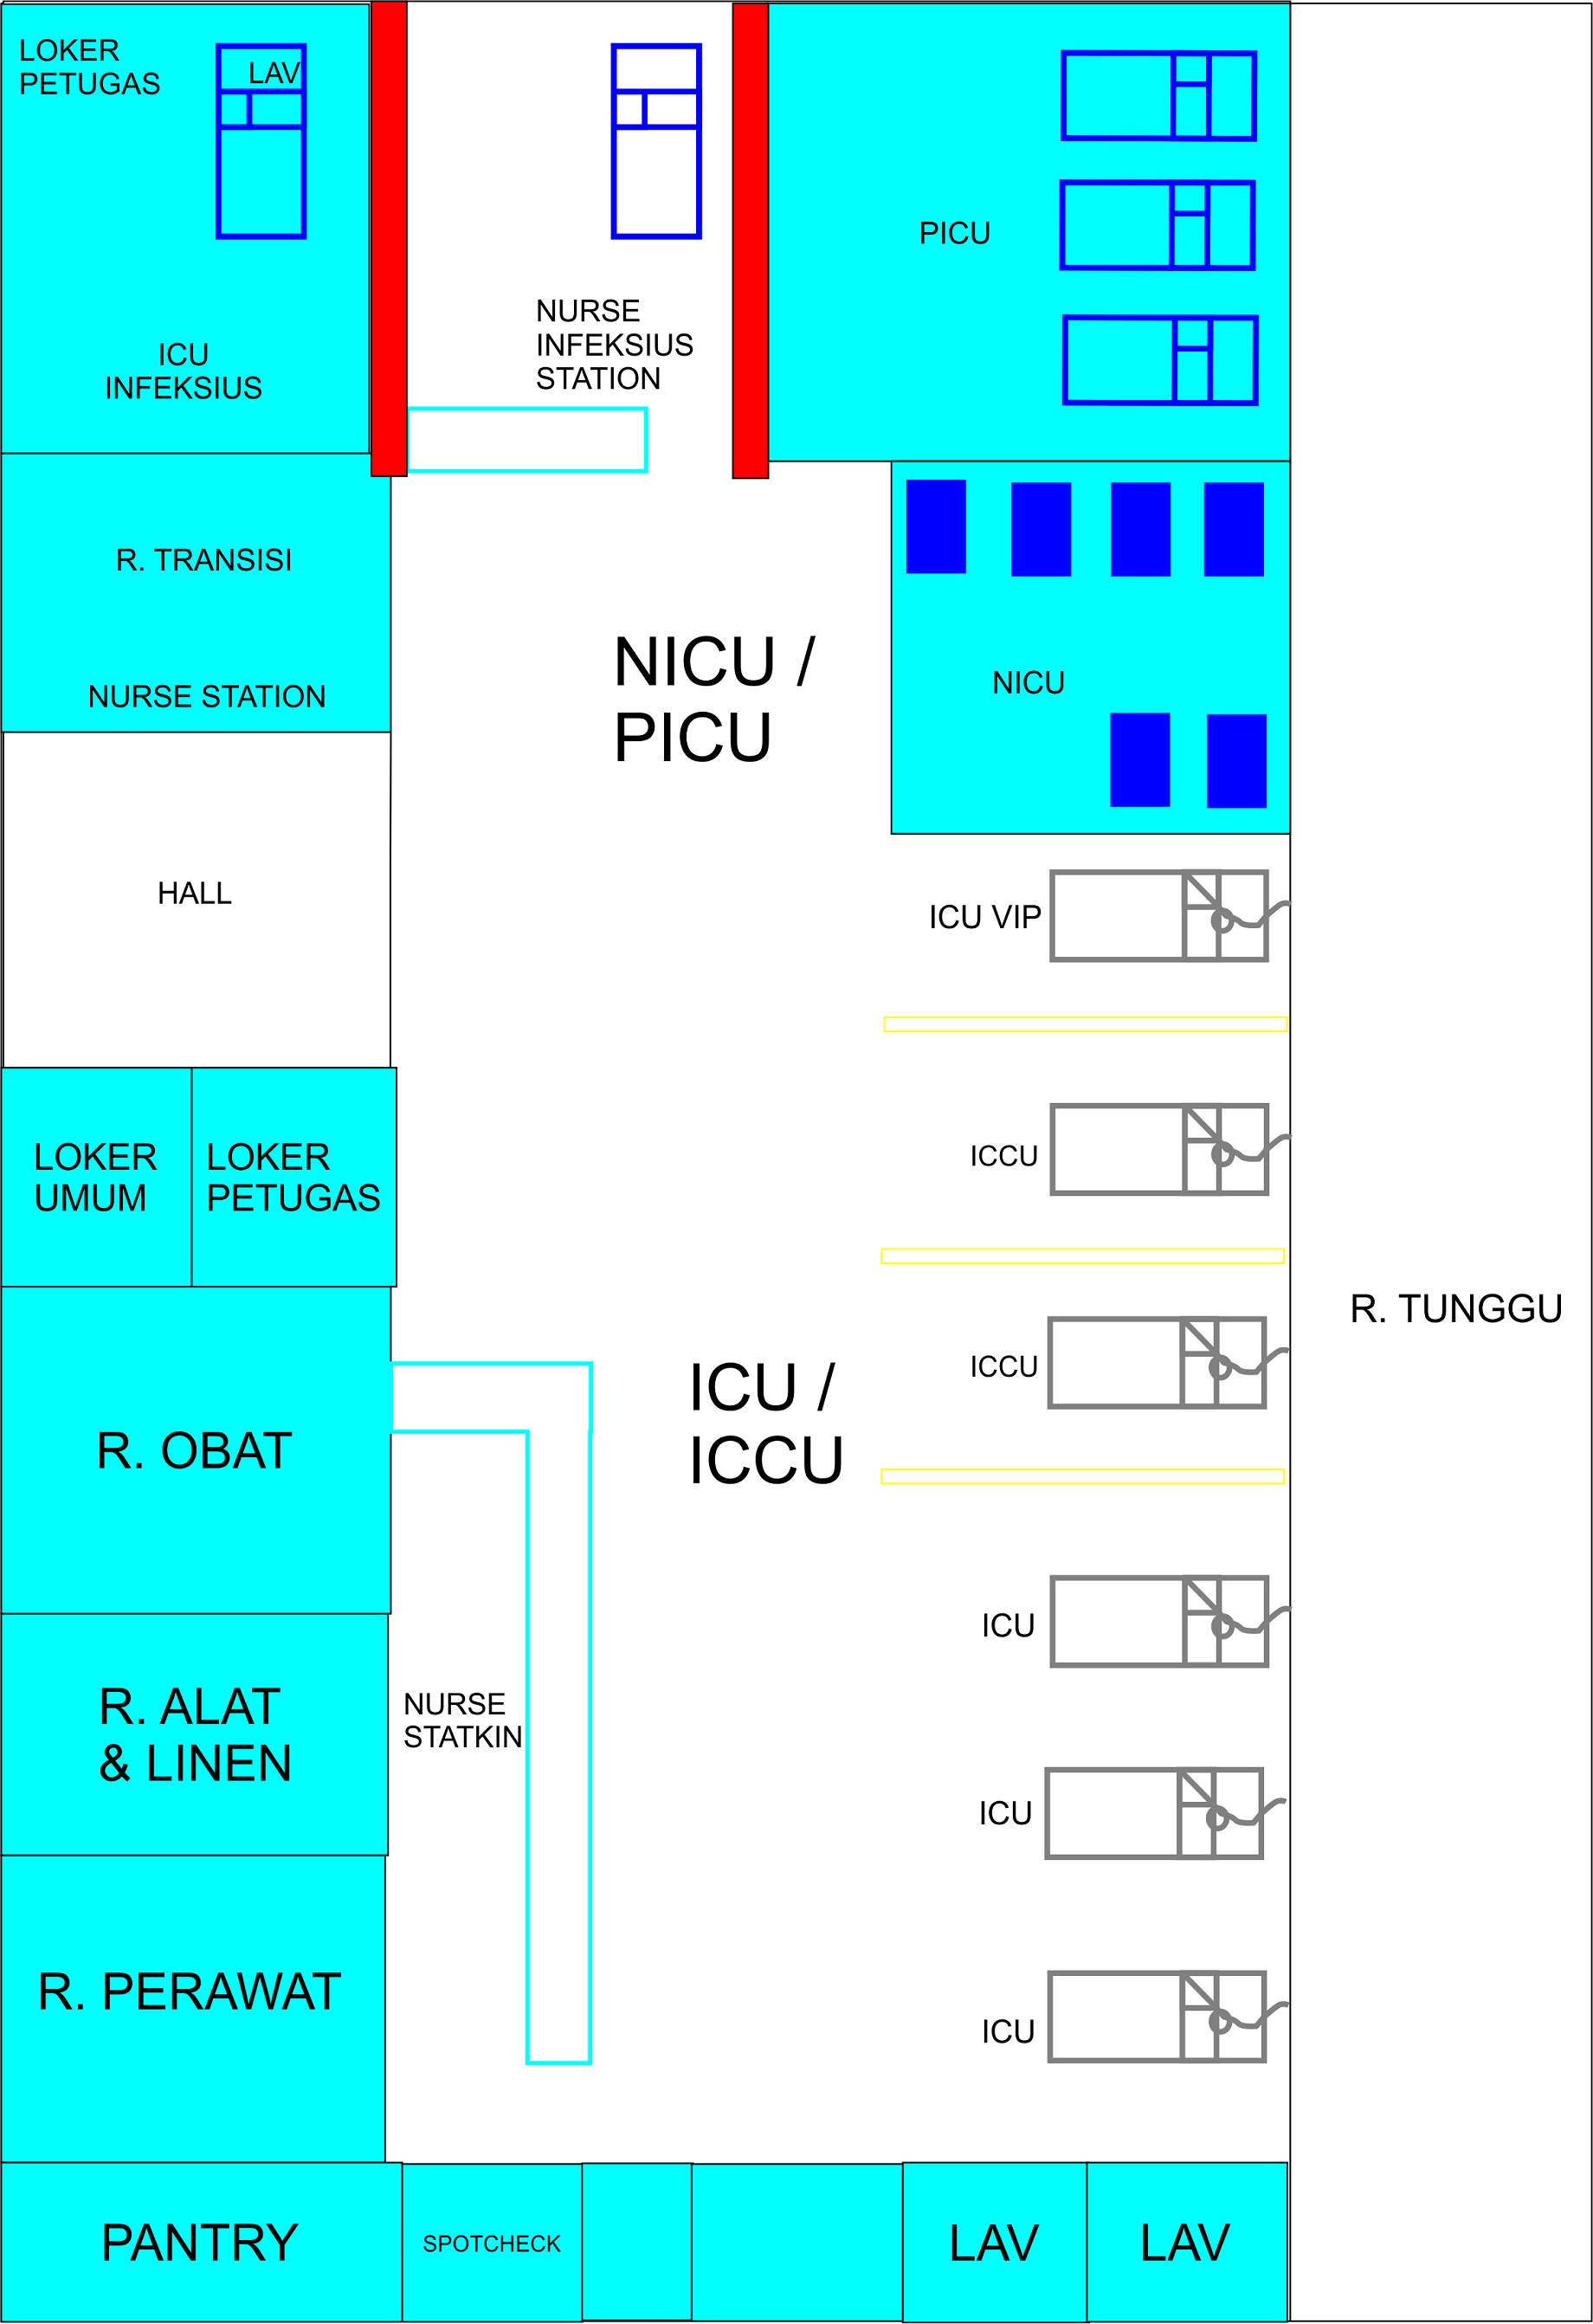 LOKER
PETUGAS
LAV
PICU
NURSE
INFEKSIUS
STATION
ICU
INFEKSIUS
R. TRANSISI
NURSE STATION
NICU /
PICU
NICU
HALL
ICU VIP
LOKER
UMUM
LOKER
PETUGAS
ICCU
R. TUNGGU
ICCU
ICU /
ICCU
R. OBAT
ICU
R. ALAT
& LINEN
NURSE
STATKIN
ICU
R. PERAWAT
ICU
PANTRY
SPOTCHECK
LAV
LAV